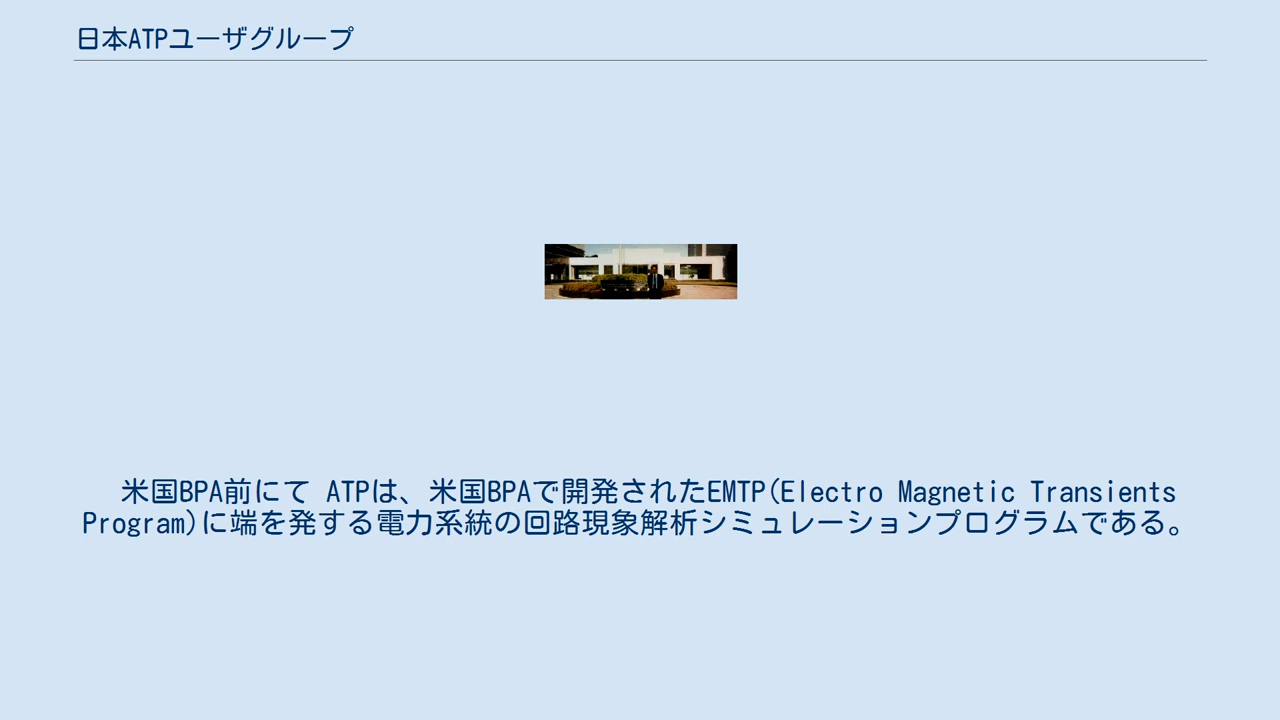 日本ATPユーザグループ
米国BPA前にて ATPは、米国BPAで開発されたEMTP(Electro Magnetic Transients
Program)に端を発する電力系統の回路現象解析シミュレーションプログラムである。